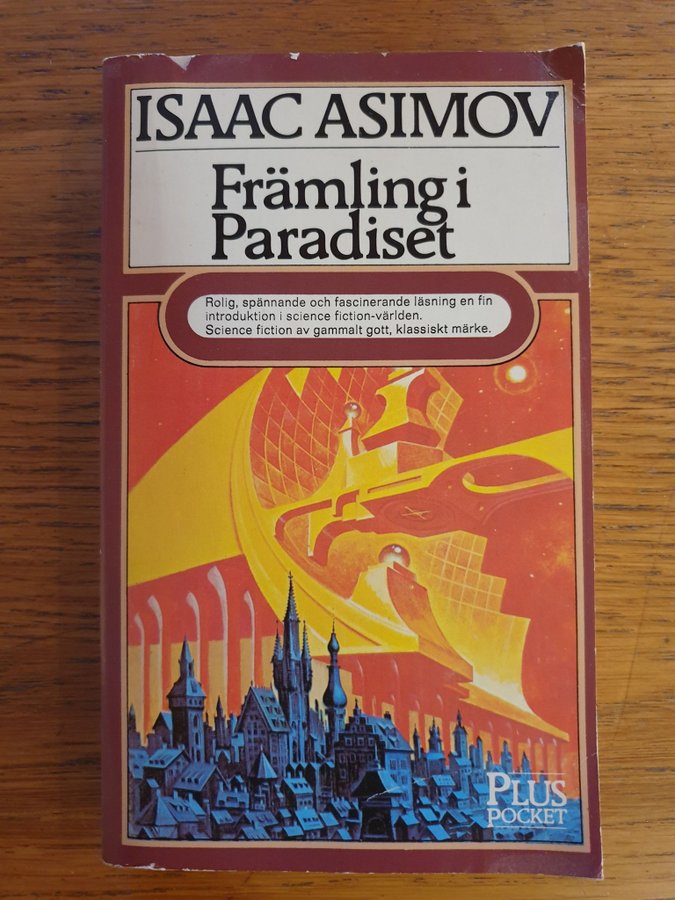 ISAAC ASIMOV
Främling i
Paradiset
Rolig, spännande och fascinerande läsning en fin
introduktion i science fiction-världen.
Science fiction av gammalt gott, klassiskt märke.
PLUS
POCKET